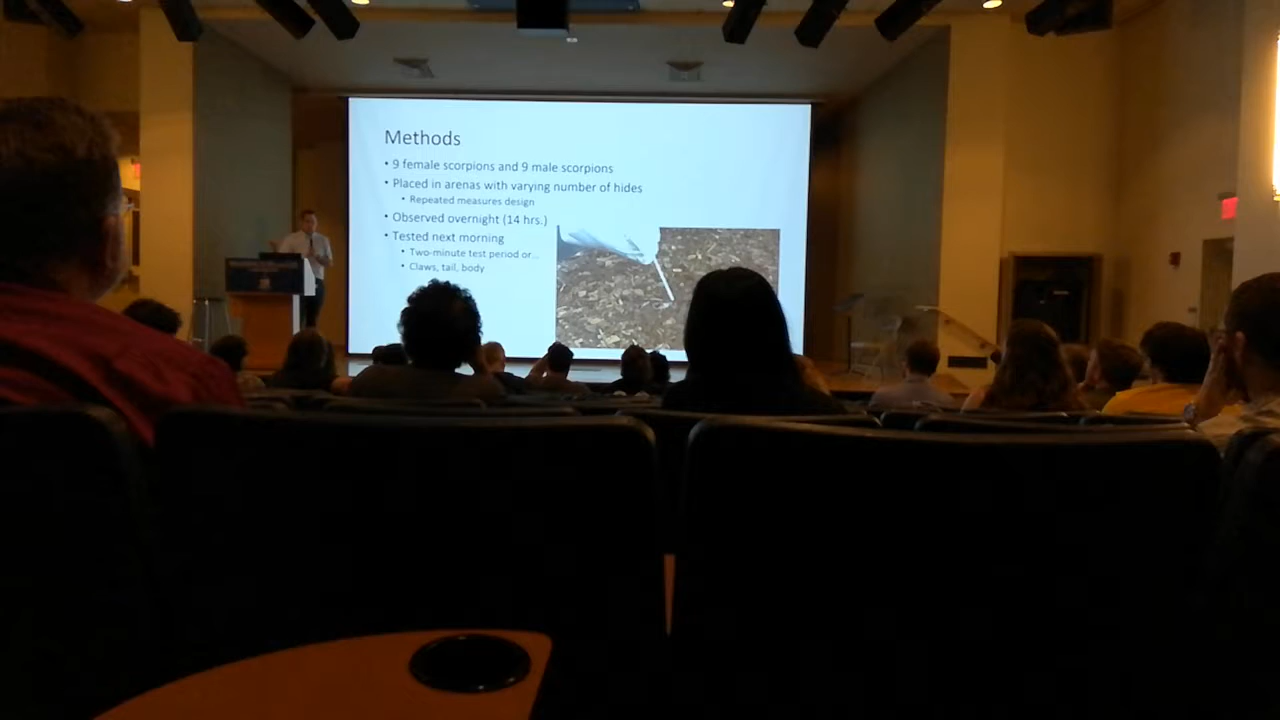 Methods
• 9 female scorpions and 9 male scorpions
• Placed in arenas with varying number of hides
• Repeated measures design
• Observed overnight (14 hrs.)
• Tested next morning
• Two-minute test period or...
• Claws, tail, body